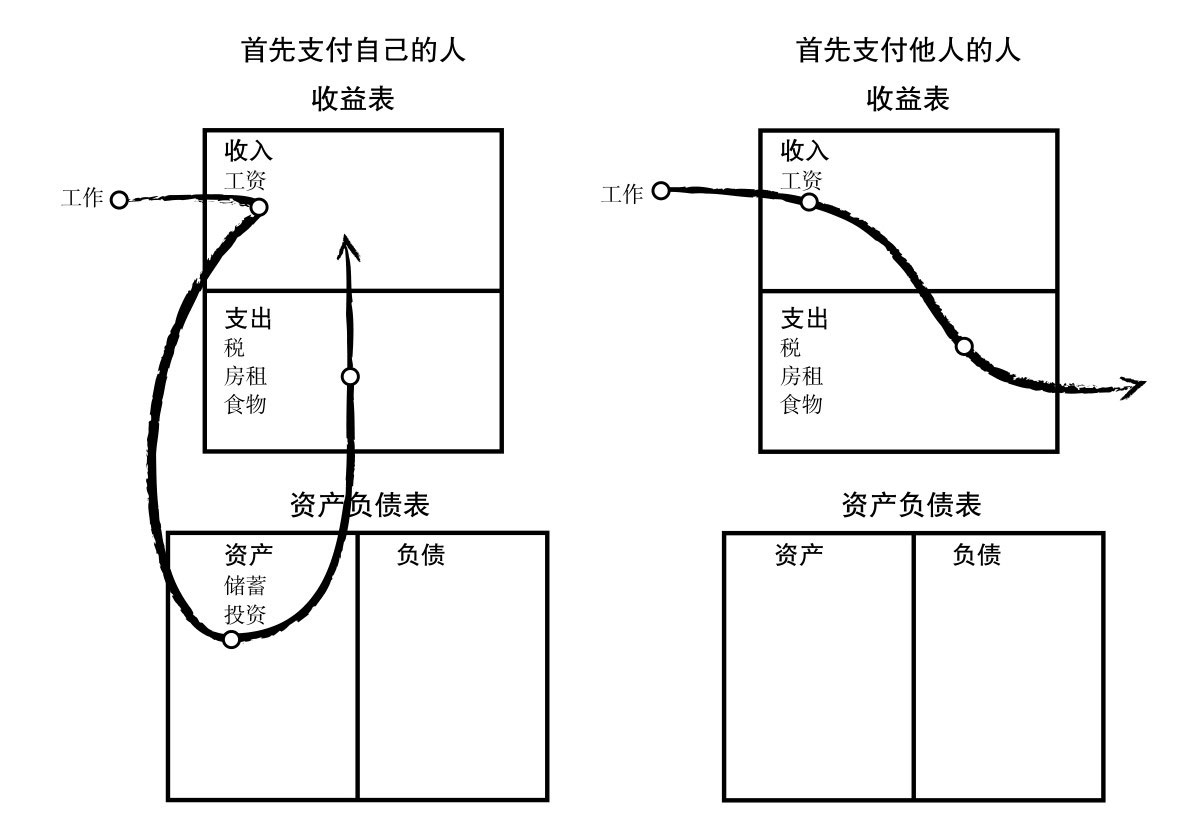 首先支付自己的人
收益表
工作
收入
工资
支出
税
房租
食物
资产负债表
资产
储蓄
投资
负债
首先支付他人的人
收益表
工作
收入
工资
支出
税
房租
食物
资产负债表
资产
负债